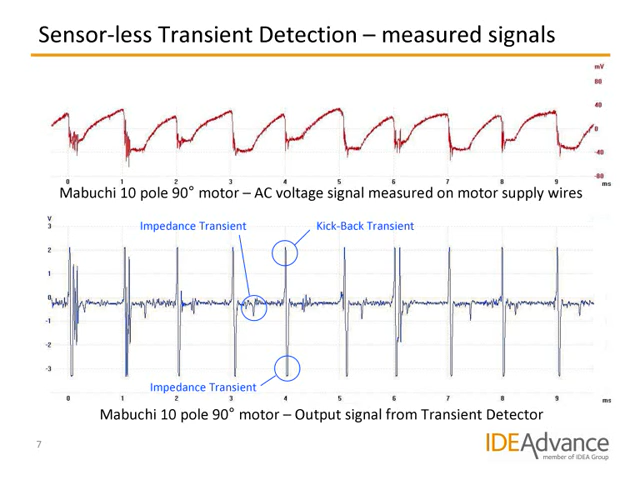 Sensor-less Transient Detection – measured signals
mV
80
40
0
-40
-80
0 1 2 3 4 5 6 7 8 9 ms
Mabuchi 10 pole 90° motor – AC voltage signal measured on motor supply wires
V
3
Impedance Transient Kick-Back Transient
2
1
0
-1
-2
-3
Impedance Transient
0 1 2 3 4 5 6 7 8 9 ms
Mabuchi 10 pole 90° motor – Output signal from Transient Detector
7
IDEAdvance
member of IDEA Group